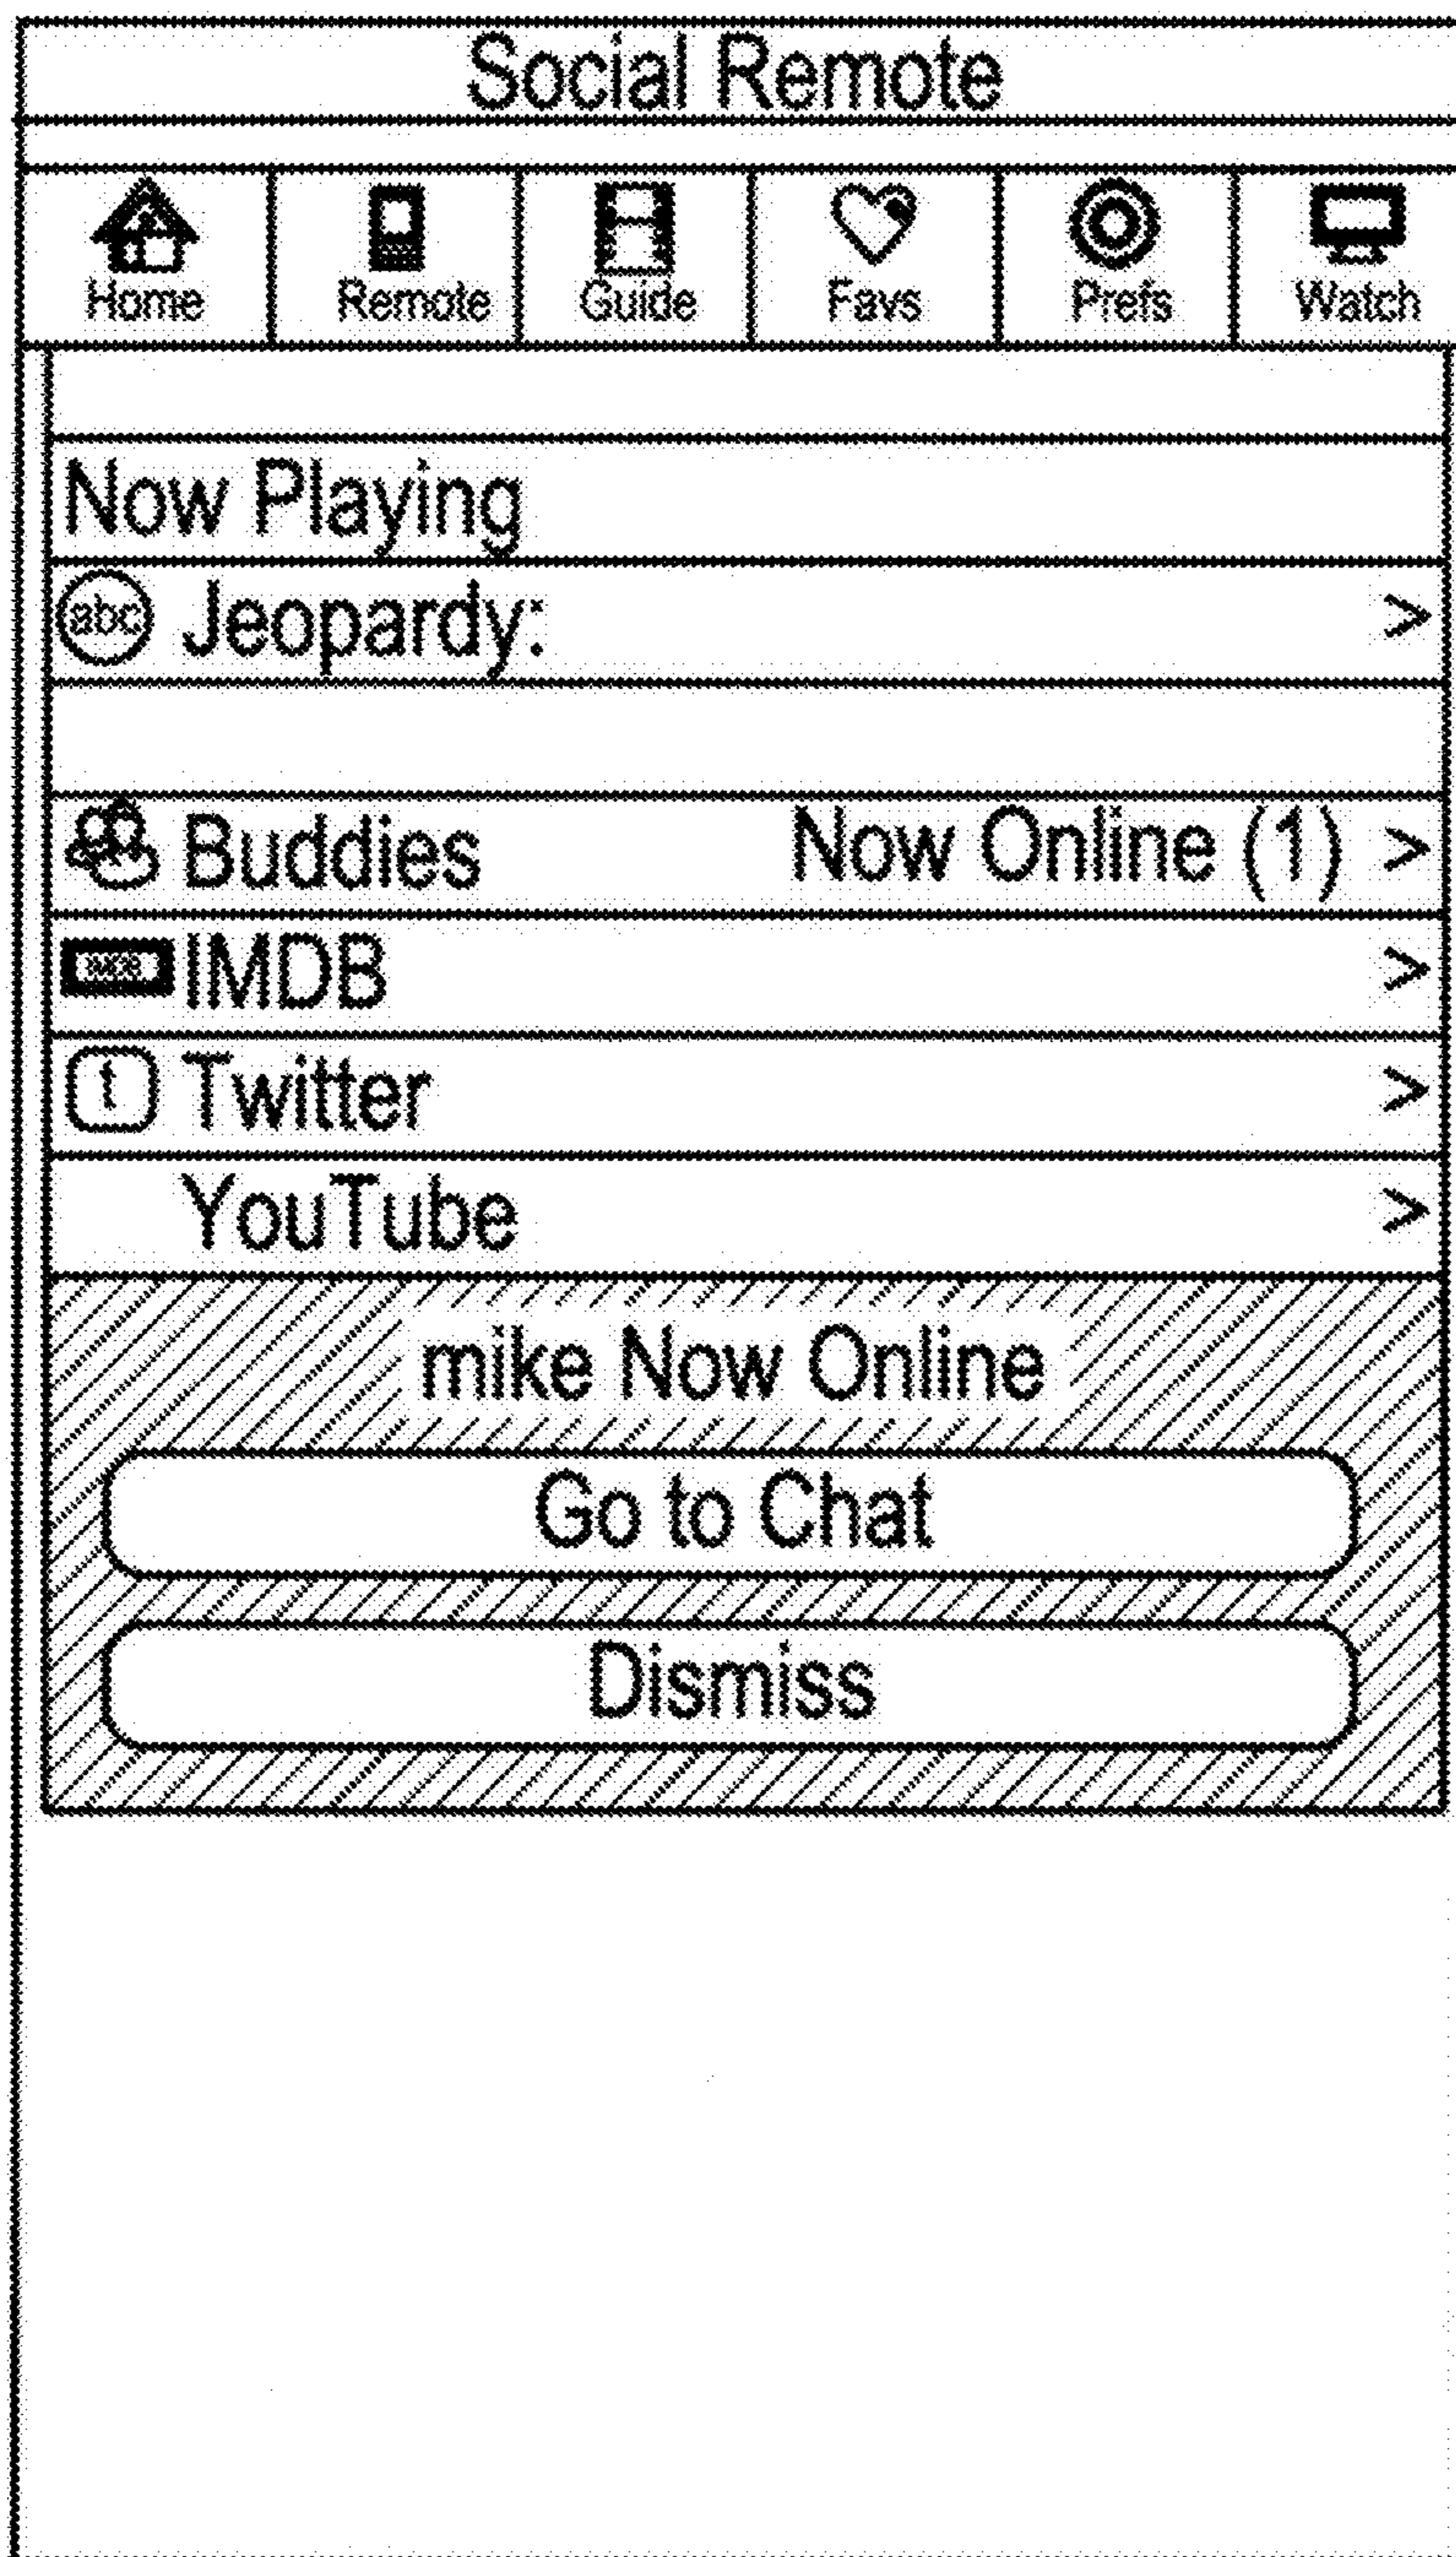 Social Remote
Home Remote Guide Favs Prefs Watch
Now Playing
abc Jeopardy: >
Buddies Now Online (1) >
IMDB >
t Twitter >
YouTube >
mike Now Online
Go to Chat
Dismiss